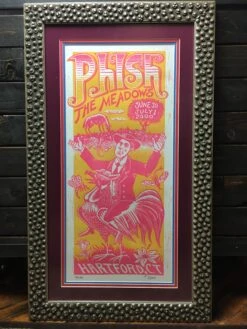 PHISH
THE MEADOWS
JUNE 30
JULY 1
2000
HARTFORD, CT